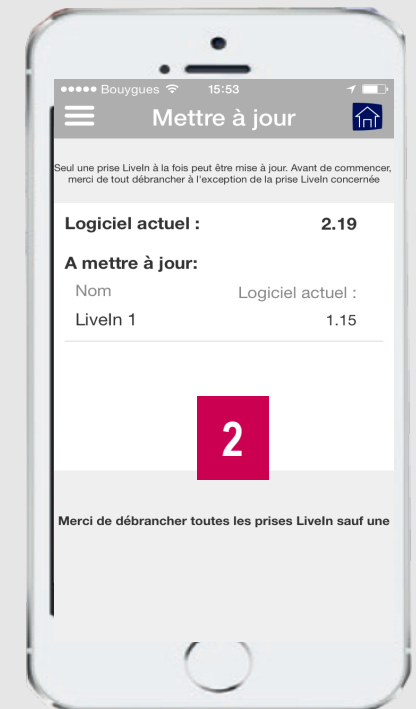 Bouygues 15:53
Mettre à jour
Seul une prise LiveIn à la fois peut être mise à jour. Avant de commencer,
merci de tout débrancher à l'exception de la prise LiveIn concernée
Logiciel actuel : 2.19
A mettre à jour:
Nom Logiciel actuel :
LiveIn 1 1.15
2
Merci de débrancher toutes les prises LiveIn sauf une